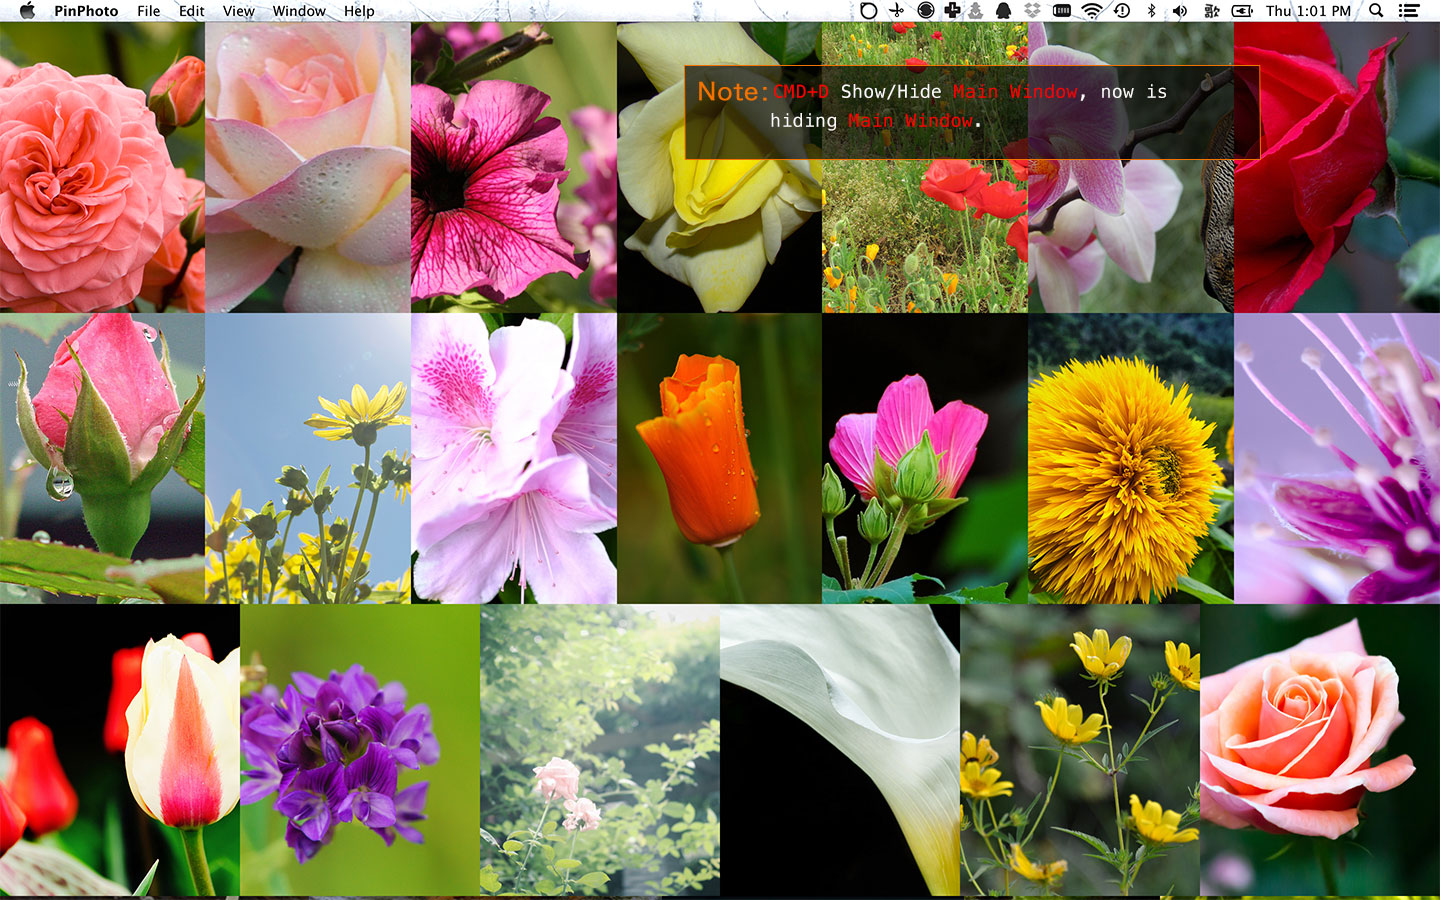 PinPhoto File Edit View Window Help Thu 1:01 PM
Note: CMD+D Show/Hide Main Window, now is
hiding Main Window.